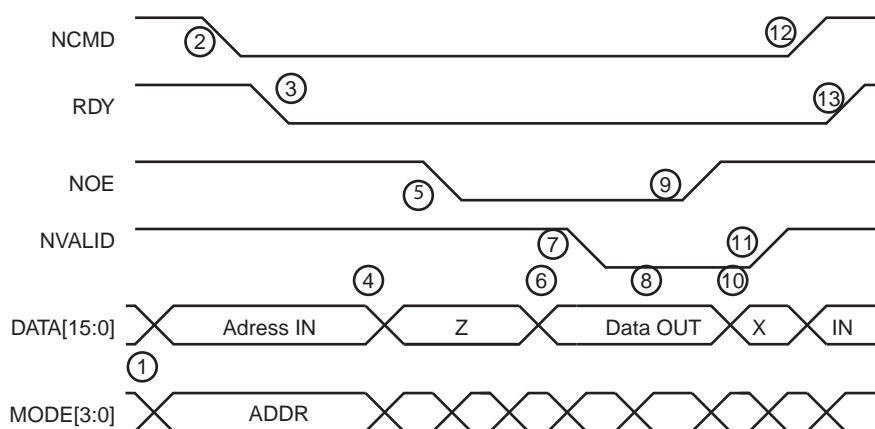 NCMD ② ⑫
RDY ③ ⑬
NOE ⑤ ⑨
NVALID ⑦ ⑪
④ ⑥ ⑧ ⑩
DATA[15:0] Adress IN Z Data OUT X IN
①
MODE[3:0] ADDR